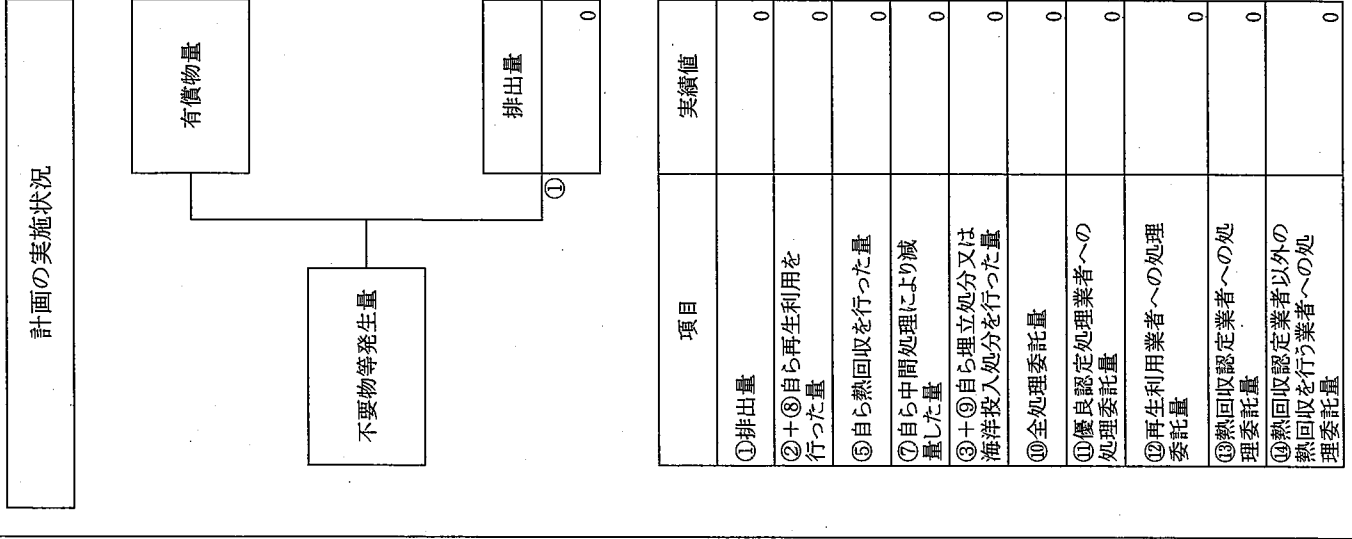 計画の実施状況
有償物量
不要物等発生量
①
排出量
0
項目
実績値
①排出量
0
②+⑧自ら再生利用を
行った量
0
⑤自ら熱回収を行った量
0
⑦自ら中間処理により減
量した量
0
③+⑨自ら埋立処分又は
海洋投入処分を行った量
0
⑩全処理委託量
0
⑪優良認定処理業者への
処理委託量
0
⑫再生利用業者への処理
委託量
0
⑬熱回収認定業者への処
理委託量
0
⑭熱回収認定業者以外の
熱回収を行う業者への処
理委託量
0